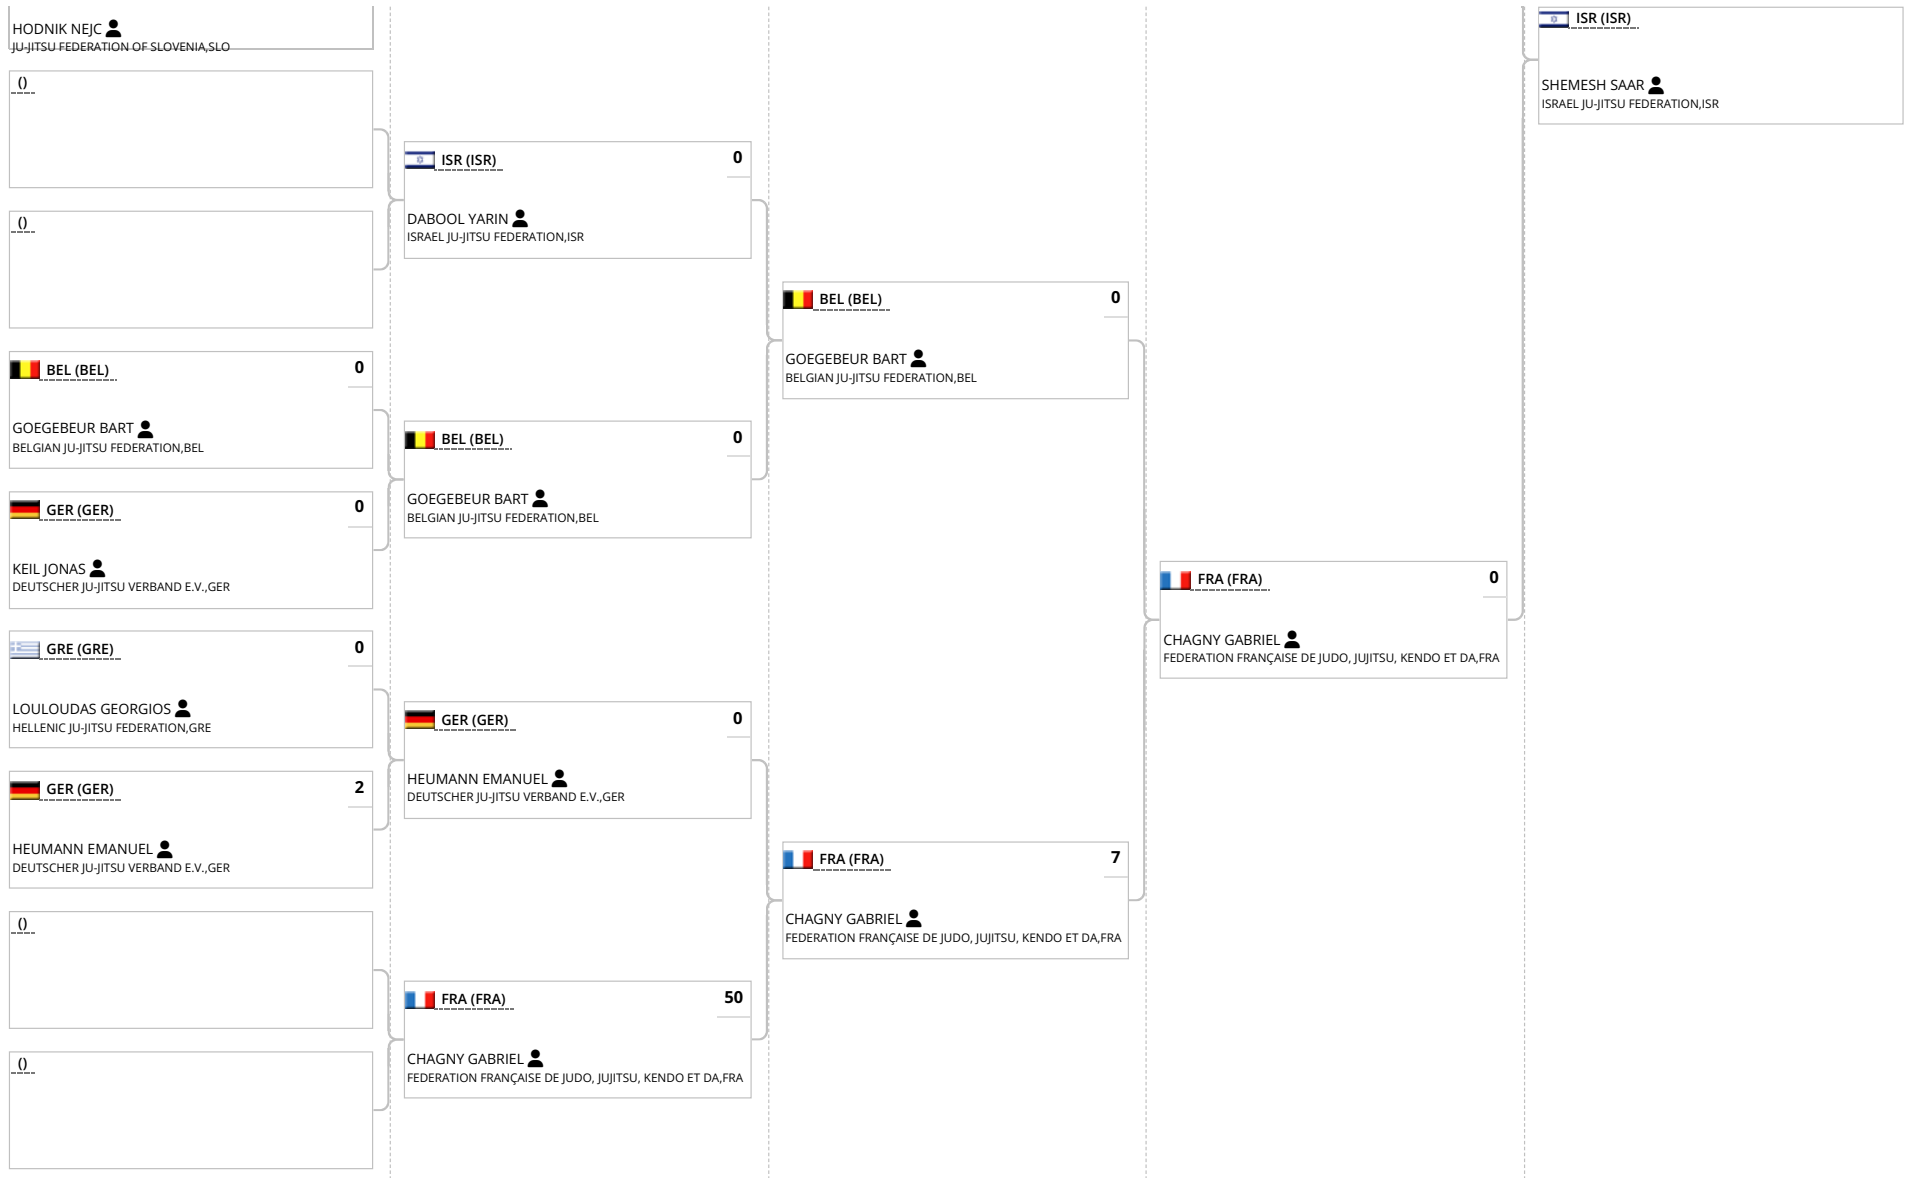 HODNIK NEJC
JU-JITSU FEDERATION OF SLOVENIA,SLO
()
()
BEL (BEL) 0
GOEGEBEUR BART
BELGIAN JU-JITSU FEDERATION,BEL
GER (GER) 0
KEIL JONAS
DEUTSCHER JU-JITSU VERBAND E.V.,GER
GRE (GRE) 0
LOULOUDAS GEORGIOS
HELLENIC JU-JITSU FEDERATION,GRE
GER (GER) 2
HEUMANN EMANUEL
DEUTSCHER JU-JITSU VERBAND E.V.,GER
()
()
ISR (ISR) 0
DABOOL YARIN
ISRAEL JU-JITSU FEDERATION,ISR
BEL (BEL) 0
GOEGEBEUR BART
BELGIAN JU-JITSU FEDERATION,BEL
GER (GER) 0
HEUMANN EMANUEL
DEUTSCHER JU-JITSU VERBAND E.V.,GER
FRA (FRA) 50
CHAGNY GABRIEL
FEDERATION FRANÇAISE DE JUDO, JUJITSU, KENDO ET DA,FRA
BEL (BEL) 0
GOEGEBEUR BART
BELGIAN JU-JITSU FEDERATION,BEL
FRA (FRA) 7
CHAGNY GABRIEL
FEDERATION FRANÇAISE DE JUDO, JUJITSU, KENDO ET DA,FRA
FRA (FRA) 0
CHAGNY GABRIEL
FEDERATION FRANÇAISE DE JUDO, JUJITSU, KENDO ET DA,FRA
ISR (ISR)
SHEMESH SAAR
ISRAEL JU-JITSU FEDERATION,ISR